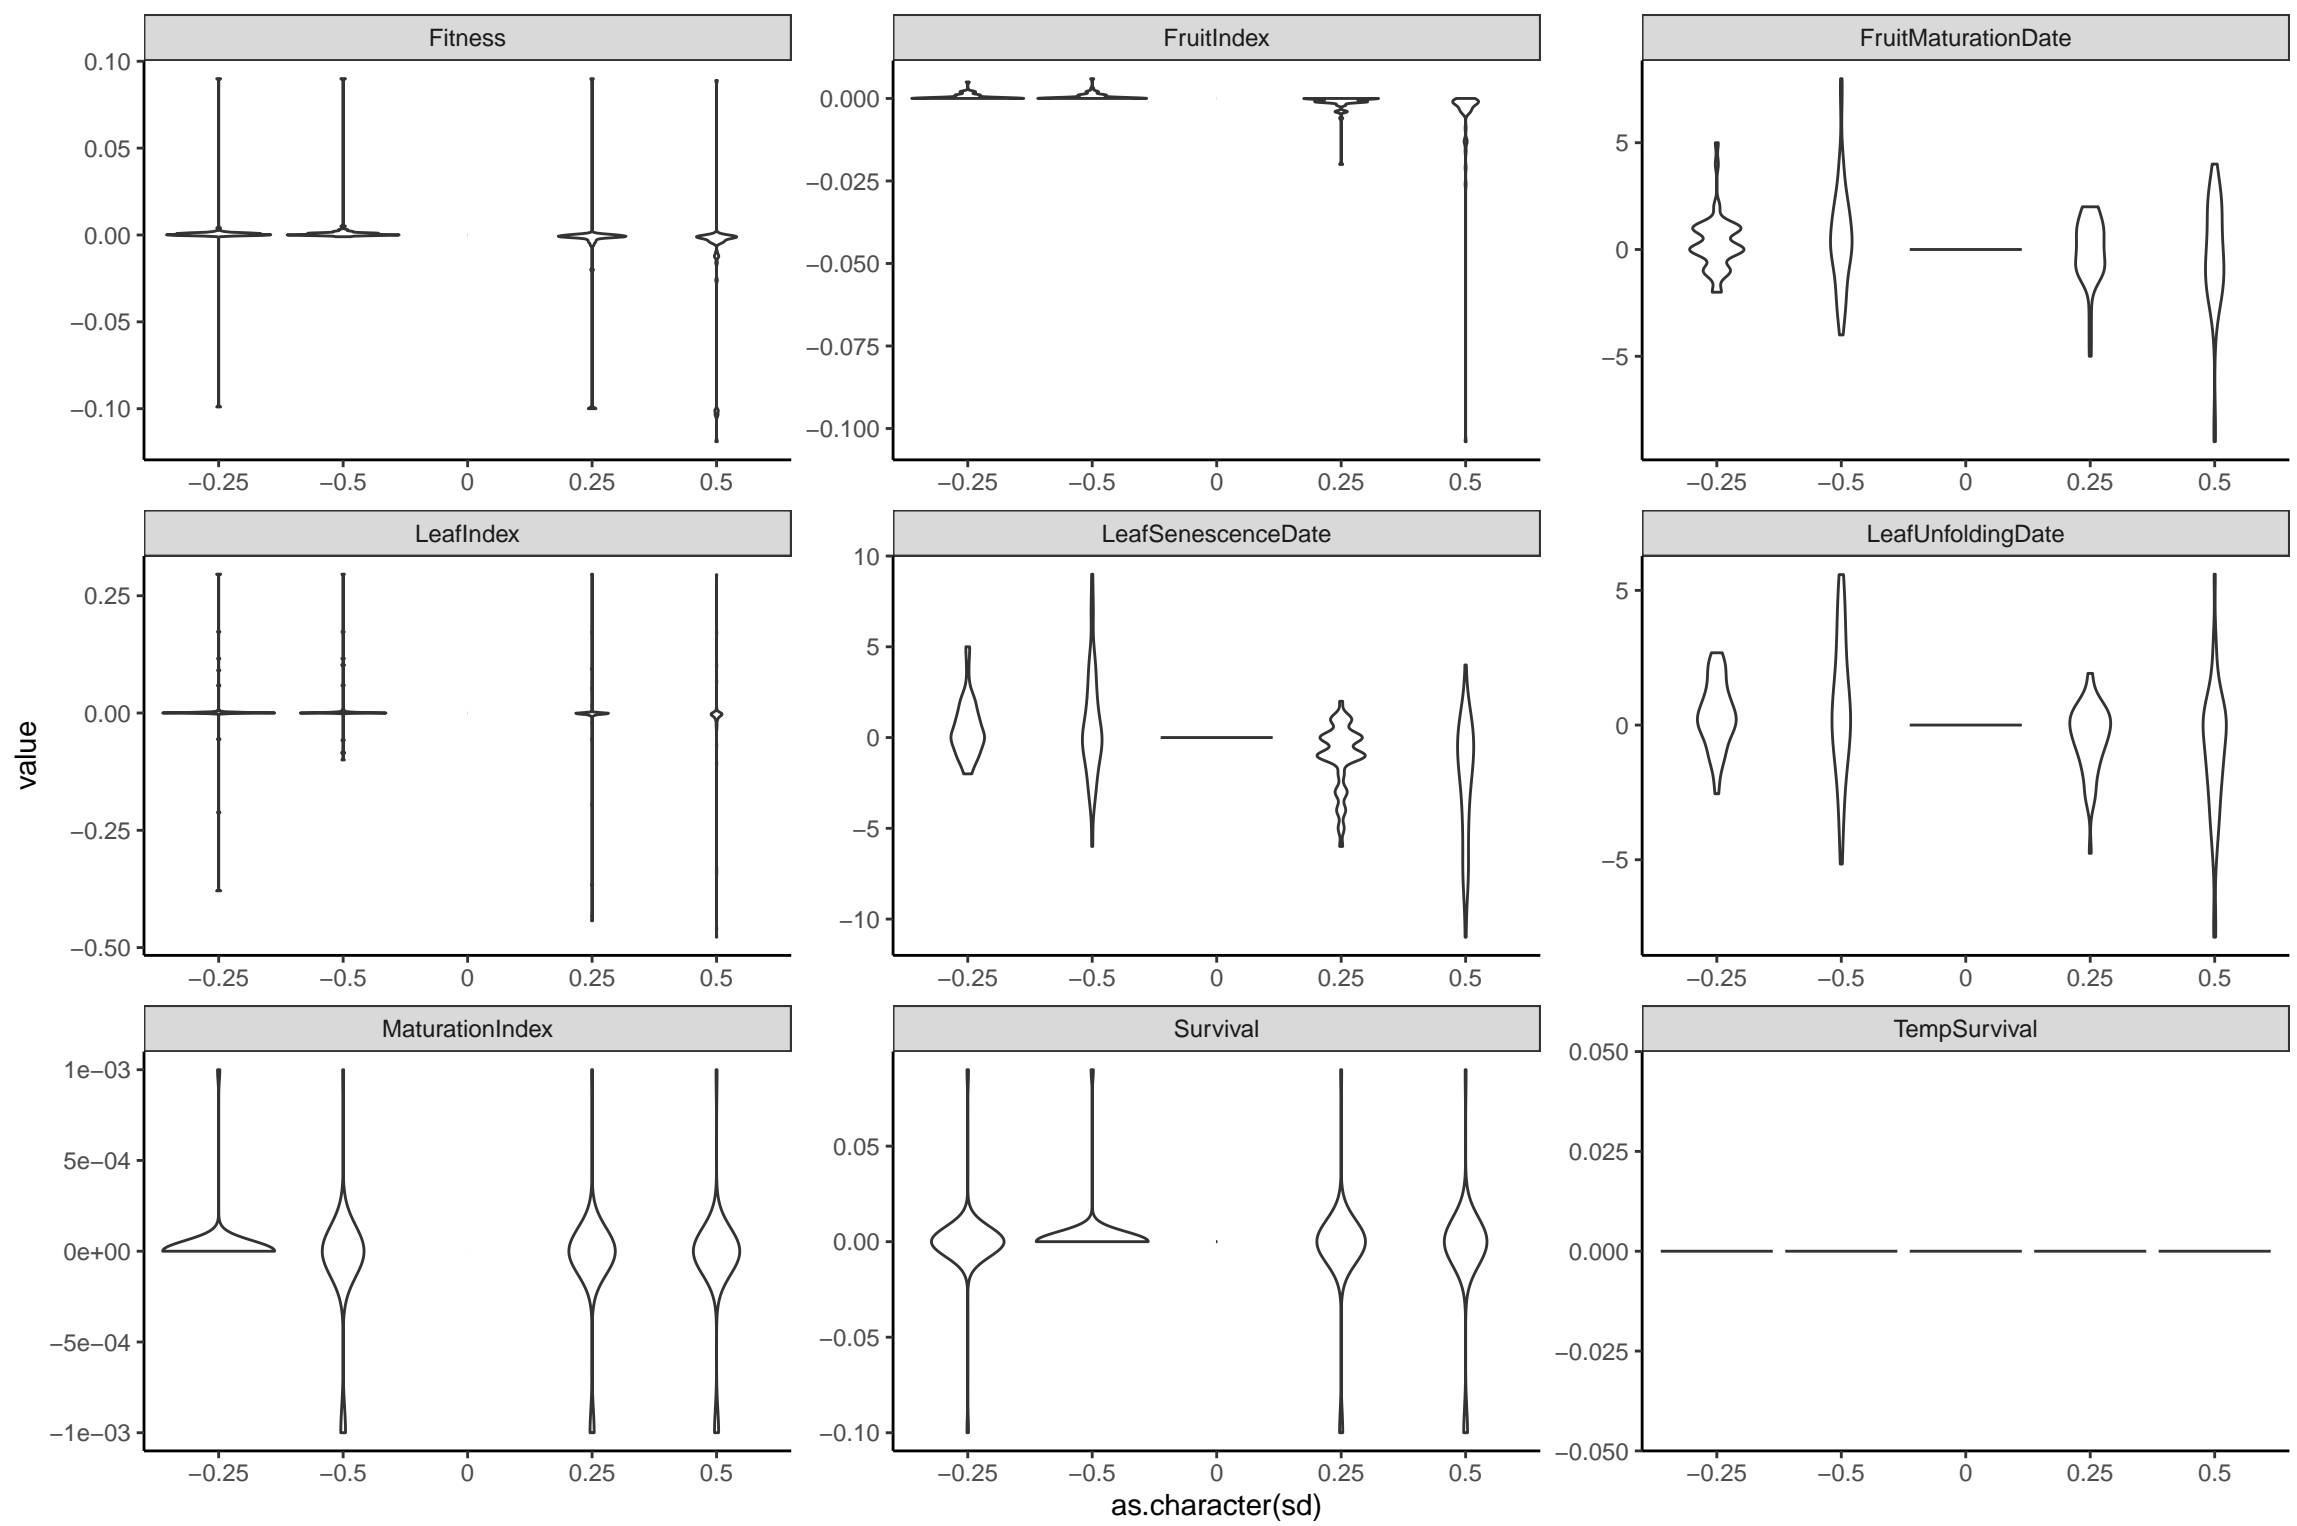 Fitness
FruitIndex
FruitMaturationDate
0.10
0.05
0.00
−0.05
−0.10
0.000
−0.025
−0.050
−0.075
−0.100
5
0
−5
−0.25 −0.5 0 0.25 0.5
−0.25 −0.5 0 0.25 0.5
−0.25 −0.5 0 0.25 0.5
LeafIndex
LeafSenescenceDate
LeafUnfoldingDate
0.25
0.00
−0.25
−0.50
10
5
0
−5
−10
5
0
−5
−0.25 −0.5 0 0.25 0.5
−0.25 −0.5 0 0.25 0.5
−0.25 −0.5 0 0.25 0.5
value
MaturationIndex
Survival
TempSurvival
1e−03
5e−04
0e+00
−5e−04
−1e−03
0.05
0.00
−0.05
−0.10
0.050
0.025
0.000
−0.025
−0.050
−0.25 −0.5 0 0.25 0.5
−0.25 −0.5 0 0.25 0.5
−0.25 −0.5 0 0.25 0.5
as.character(sd)